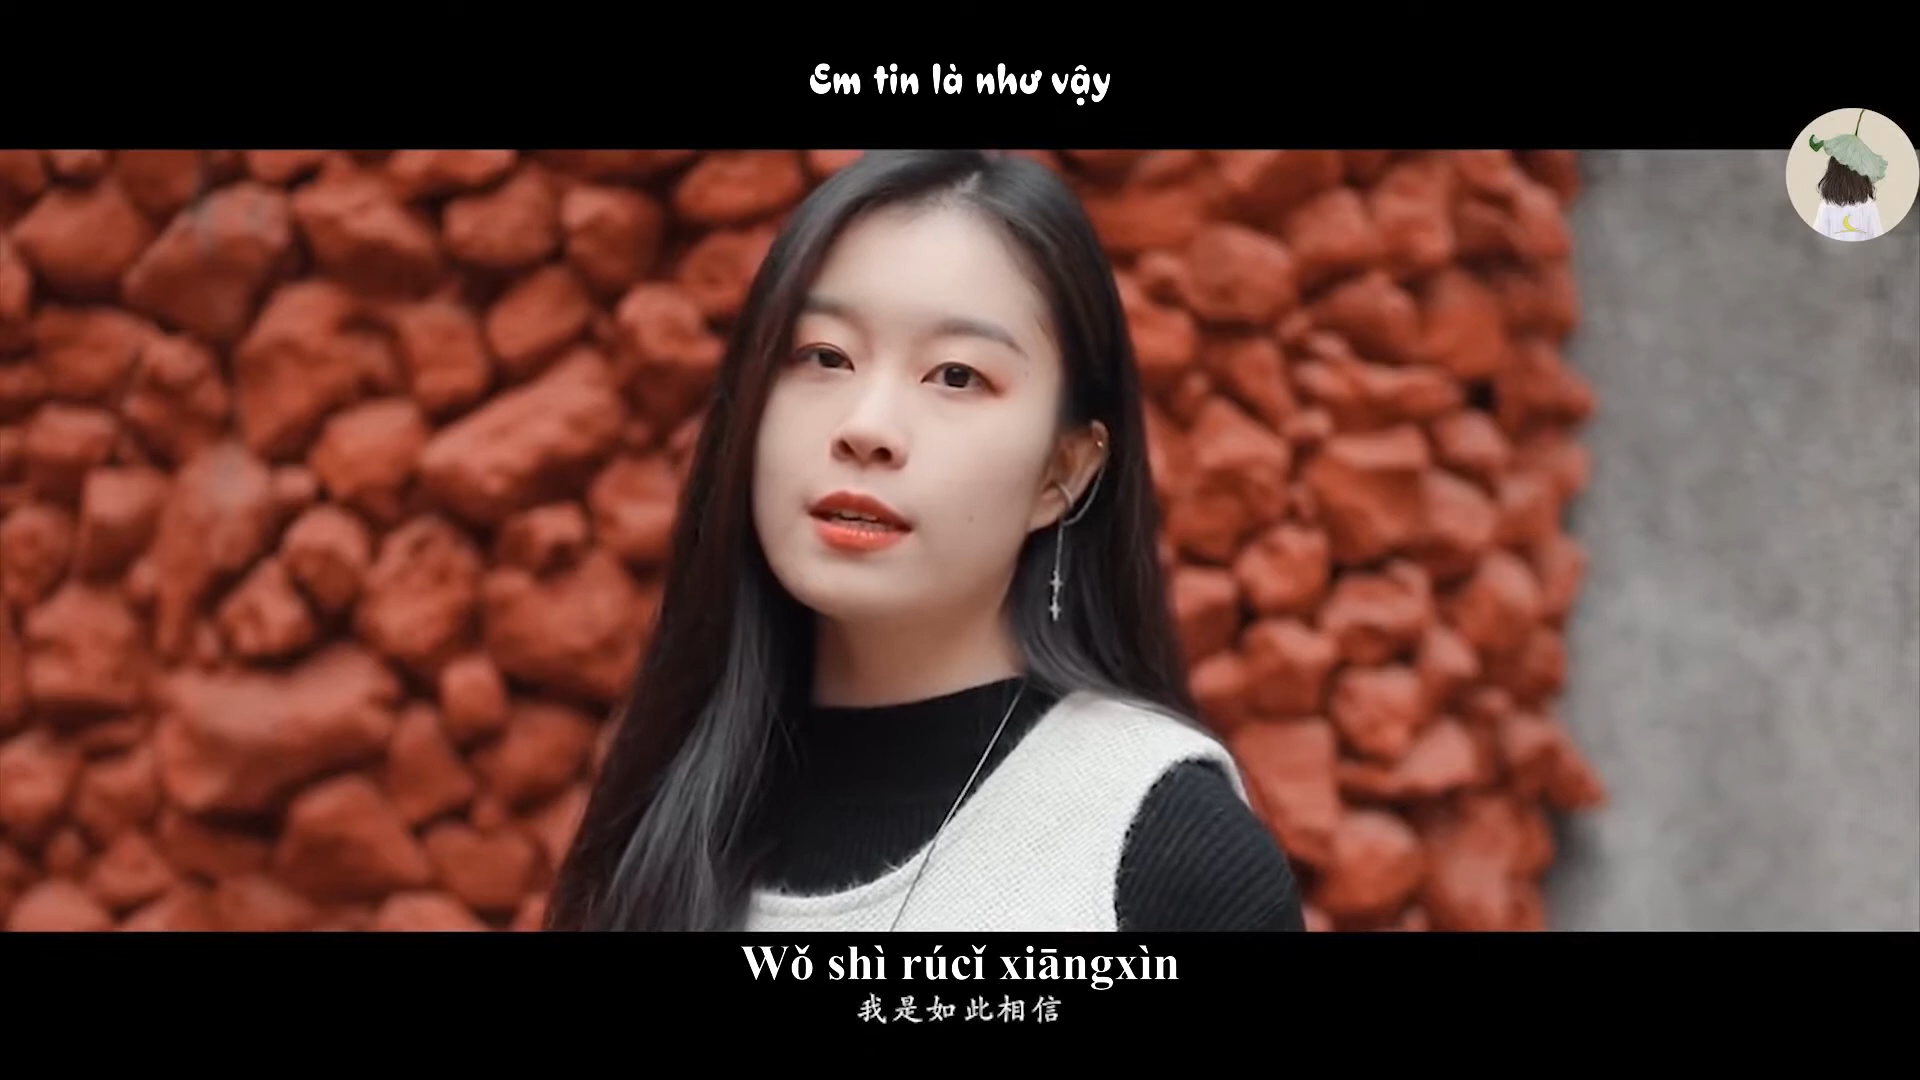 Em tin là như vậy
Wǒ shì rúcǐ xiāngxìn
我是如此相信